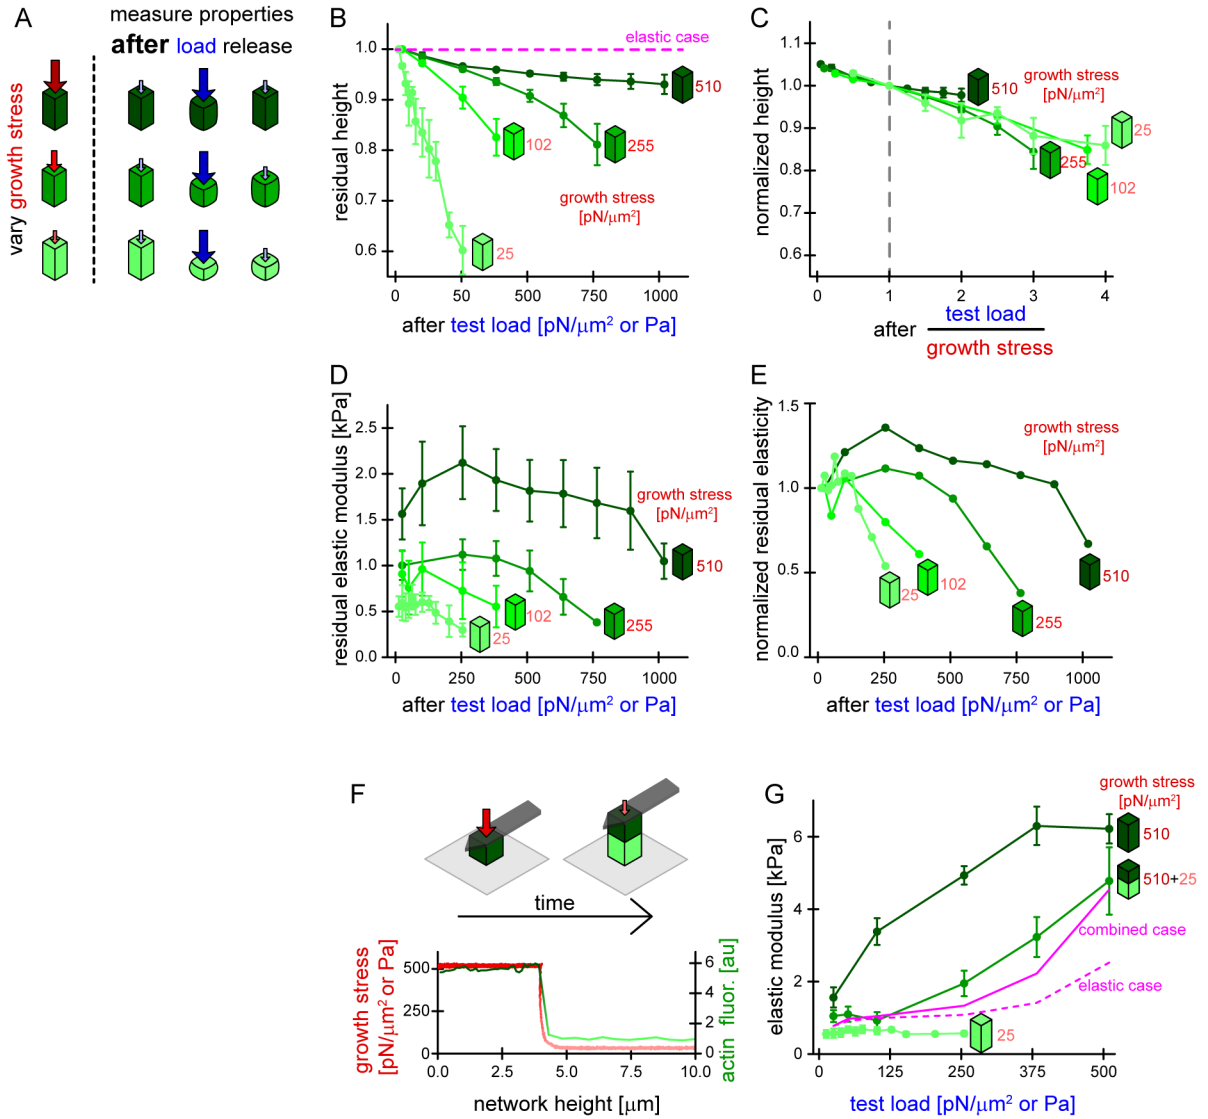 A
measure properties
after load release
vary growth stress
B
residual height
1.0
0.9
0.8
0.7
0.6
elastic case
510
102
255
growth stress
[pN/μm²]
25
0
50
500
750
1000
after test load [pN/μm² or Pa]
C
normalized height
1.1
1.0
0.9
0.8
0.7
0.6
growth stress
[pN/μm²]
510
25
255
102
0
1
2
3
4
after test load
growth stress
D
residual elastic modulus [kPa]
2.5
2.0
1.5
1.0
0.5
0.0
growth stress
[pN/μm²]
510
102
255
25
0
250
500
750
1000
after test load [pN/μm² or Pa]
E
normalized residual elasticity
1.5
1.0
0.5
0.0
growth stress
[pN/μm²]
510
102
25
255
0
250
500
750
1000
after test load [pN/μm² or Pa]
F
time
growth stress
[pN/μm² or Pa]
500
250
0
6
4
2
0
actin fluor. [au]
0.0
2.5
5.0
7.5
10.0
network height [μm]
G
elastic modulus [kPa]
6
4
2
0
growth stress
[pN/μm²]
510
510+25
combined case
elastic case
25
0
125
250
375
500
test load [pN/μm² or Pa]